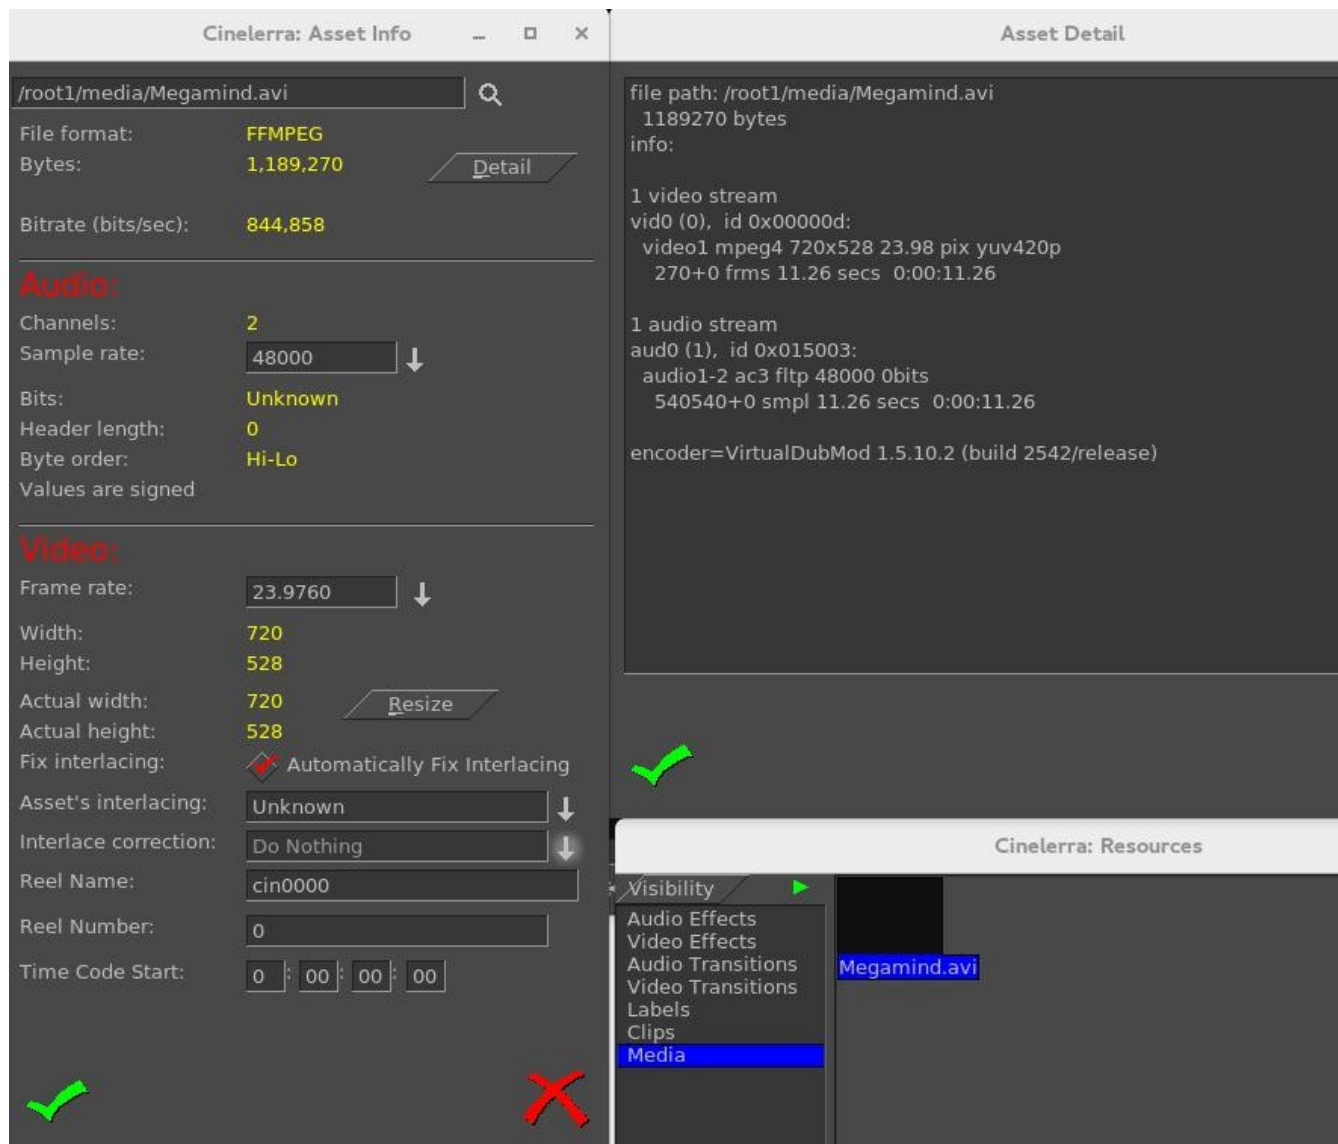 Cinelerra: Asset Info
/root1/media/Megamind.avi
File format: FFMPEG
Bytes: 1,189,270
Detail
Bitrate (bits/sec): 844,858
Audio:
Channels: 2
Sample rate: 48000
Bits: Unknown
Header length: 0
Byte order: Hi-Lo
Values are signed
Video:
Frame rate: 23.9760
Width: 720
Height: 528
Actual width: 720
Resize
Actual height: 528
Fix interlacing: Automatically Fix Interlacing
Asset's interlacing: Unknown
Interlace correction: Do Nothing
Reel Name: cin0000
Reel Number: 0
Time Code Start: 0 : 00 : 00 : 00
Asset Detail
file path: /root1/media/Megamind.avi
1189270 bytes
info:
1 video stream
vid0 (0), id 0x00000d:
video1 mpeg4 720x528 23.98 pix yuv420p
270+0 frms 11.26 secs 0:00:11.26
1 audio stream
aud0 (1), id 0x015003:
audio1-2 ac3 fltp 48000 0bits
540540+0 smpl 11.26 secs 0:00:11.26
encoder=VirtualDubMod 1.5.10.2 (build 2542/release)
Cinelerra: Resources
Visibility
Audio Effects
Video Effects
Audio Transitions
Video Transitions
Labels
Clips
Media
Megamind.avi